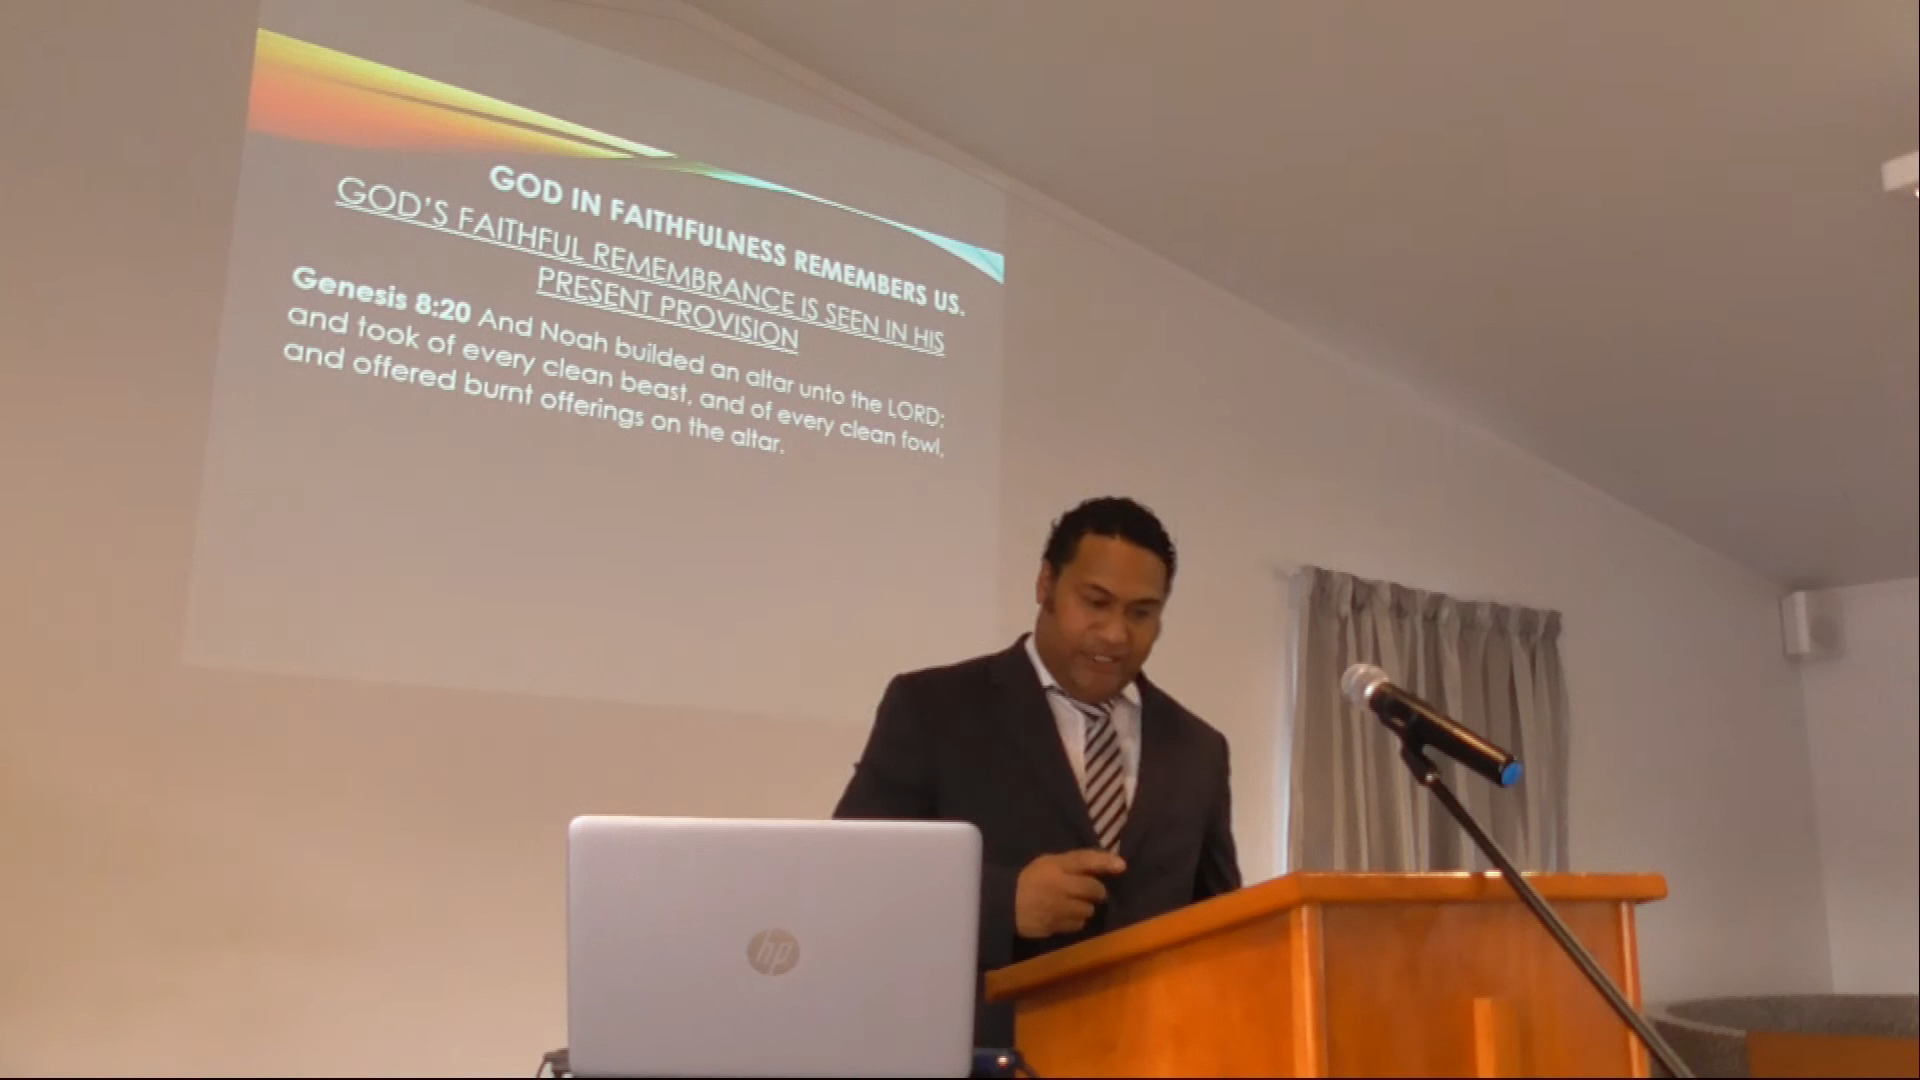 GOD IN FAITHFULNESS REMEMBERS US.
GOD'S FAITHFUL REMEMBRANCE IS SEEN IN HIS
PRESENT PROVISION
Genesis 8:20 And Noah builded an altar unto the LORD;
and took of every clean beast, and of every clean fowl,
and offered burnt offerings on the altar.
hp